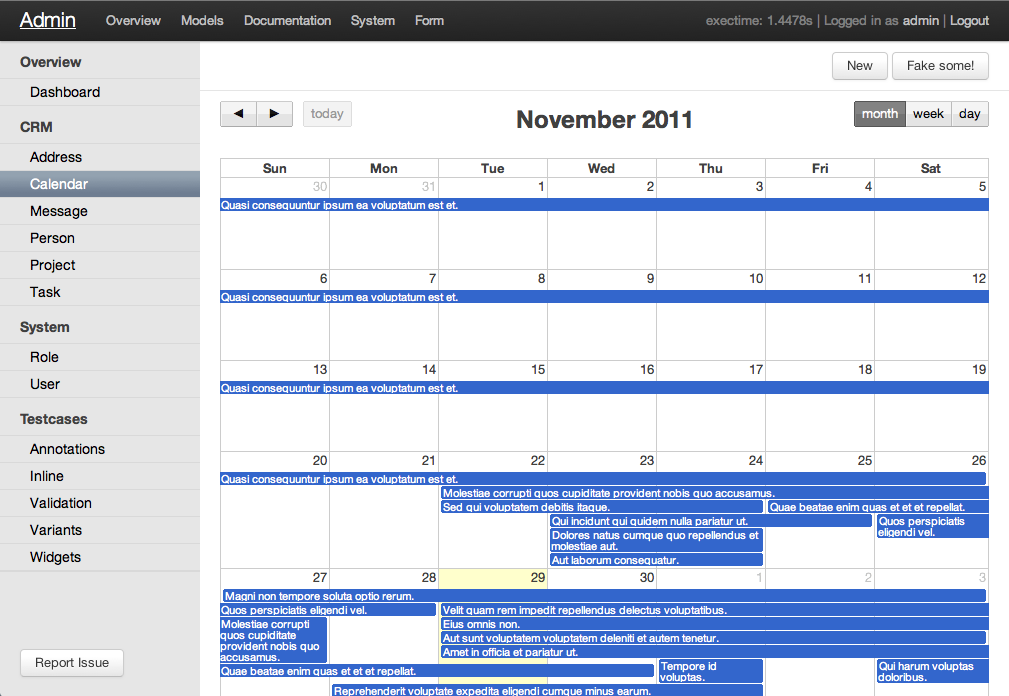 Admin Overview Models Documentation System Form exectime: 1.4478s | Logged in as admin | Logout
Overview
Dashboard
CRM
Address
Calendar
Message
Person
Project
Task
System
Role
User
Testcases
Annotations
Inline
Validation
Variants
Widgets
Report Issue
New Fake some!
◀ ▶ today November 2011 month week day
Sun Mon Tue Wed Thu Fri Sat
30 31 1 2 3 4 5
Quasi consequuntur ipsum ea voluptatum est et.
6 7 8 9 10 11 12
Quasi consequuntur ipsum ea voluptatum est et.
13 14 15 16 17 18 19
Quasi consequuntur ipsum ea voluptatum est et.
20 21 22 23 24 25 26
Quasi consequuntur ipsum ea voluptatum est et.
Molestiae corrupti quos cupiditate provident nobis quo accusamus.
Sed qui voluptatem debitis itaque. Quae beatae enim quas et et et repellat.
Qui incidunt qui quidem nulla pariatur ut.
Quos perspiciatis
eligendi vel.
Dolores natus cumque quo repellendus et
molestiae aut.
Aut laborum consequatur.
27 28 29 30 1 2 3
Magni non tempore soluta optio rerum.
Quos perspiciatis eligendi vel. Velit quam rem impedit repellendus delectus voluptatibus.
Molestiae corrupti
quos cupiditate
provident nobis quo
accusamus.
Eius omnis non.
Aut sunt voluptatem voluptatem deleniti et autem tenetur.
Amet in officia et pariatur ut.
Quae beatae enim quas et et et repellat.
Tempore id
voluptas.
Qui harum voluptas
doloribus.
Reprehenderit voluptate expedita eligendi cumque minus earum.